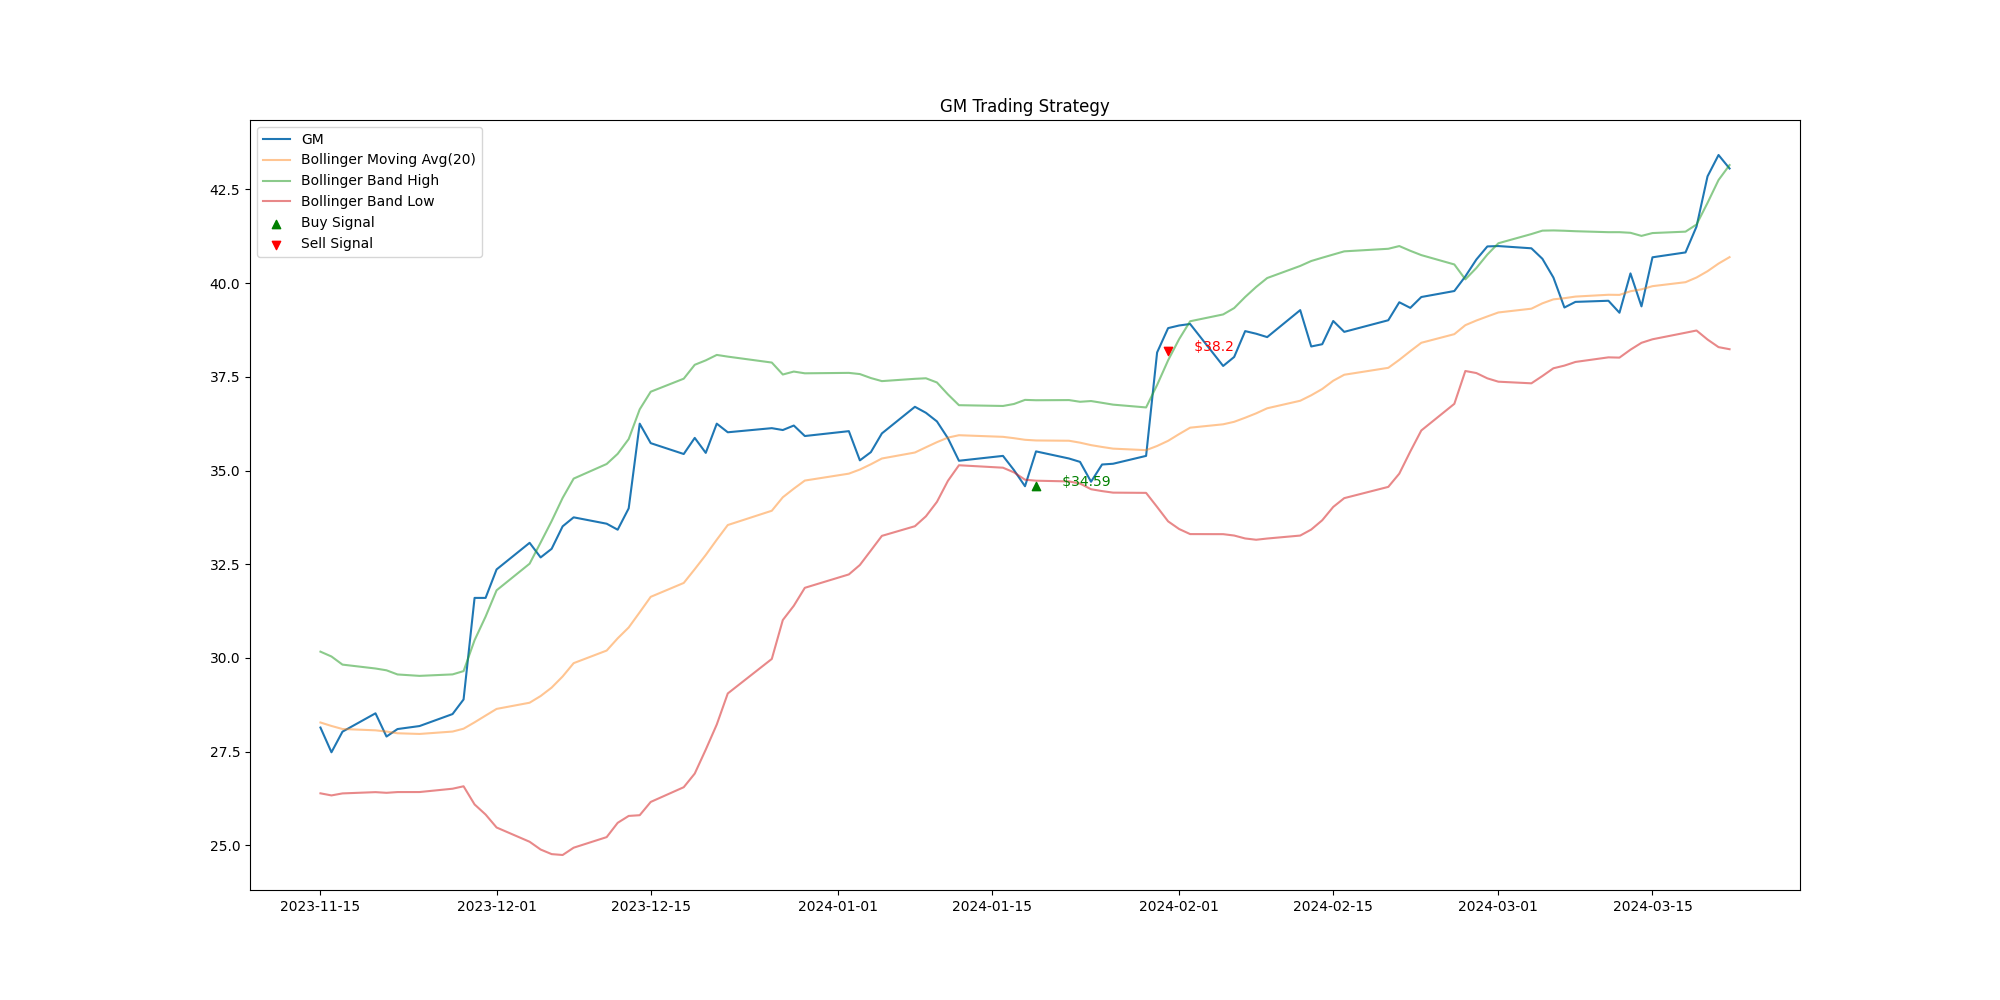 GM Trading Strategy
GM
Bollinger Moving Avg(20)
Bollinger Band High
Bollinger Band Low
Buy Signal
Sell Signal
42.5
40.0
37.5
35.0
32.5
30.0
27.5
25.0
$38.2
$34.59
2023-11-15
2023-12-01
2023-12-15
2024-01-01
2024-01-15
2024-02-01
2024-02-15
2024-03-01
2024-03-15